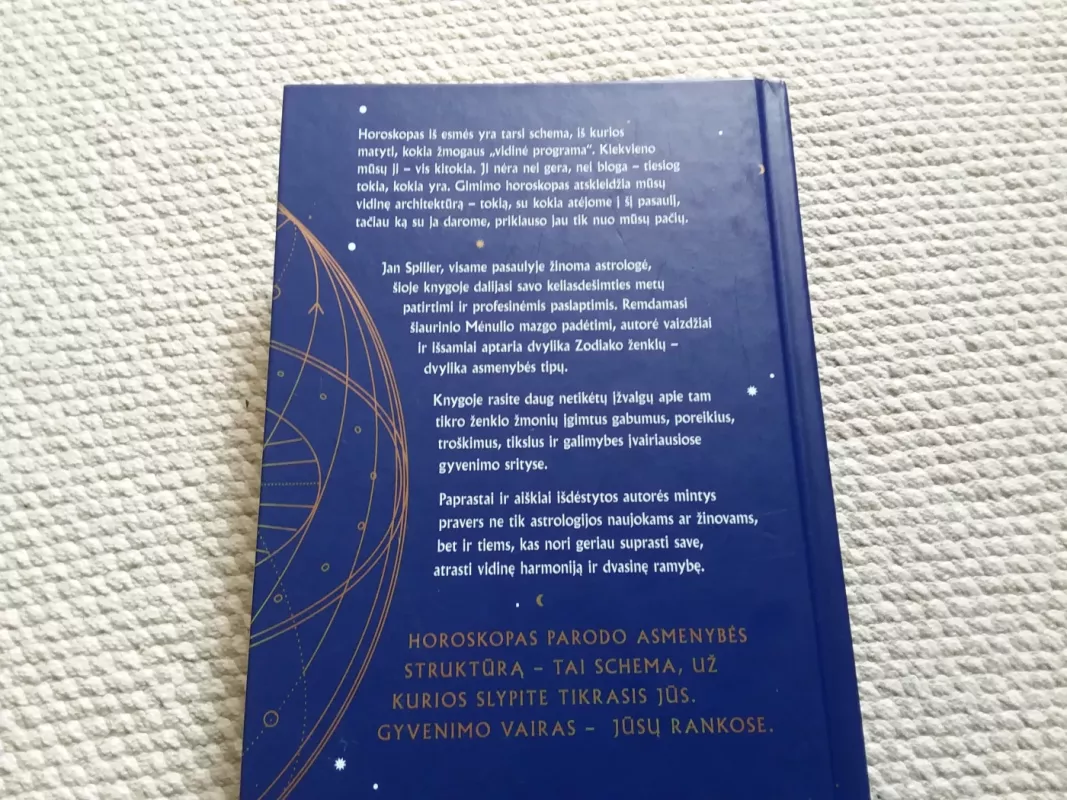 Horoskopas iš esmės yra tarsi schema, iš kurios
matyti, kokia žmogaus „vidinė programa“. Kiekvieno
mūsų ji – vis kitokia. Ji nėra nei gera, nei bloga – tiesiog
tokia, kokia yra. Gimimo horoskopas atskleidžia mūsų
vidinę architektūrą – tokią, su kokia atėjome į šį pasaulį,
tačiau ką su ja darome, priklauso jau tik nuo mūsų pačių.
Jan Spiller, visame pasaulyje žinoma astrologė,
šioje knygoje dalijasi savo keliasdešimties metų
patirtimi ir profesinėmis paslaptimis. Remdamasi
šiaurinio Mėnulio mazgo padėtimi, autorė vaizdžiai
ir išsamiai aptaria dvylika Zodiako ženklų –
dvylika asmenybės tipų.
Knygoje rasite daug netikėtų įžvalgų apie tam
tikro ženklo žmonių įgimtus gabumus, poreikius,
troškimus, tikslus ir galimybes įvairiausiose
gyvenimo srityse.
Paprastai ir aiškiai išdėstytos autorės mintys
pravers ne tik astrologijos naujokams ar žinovams,
bet ir tiems, kas nori geriau suprasti save,
atrasti vidinę harmoniją ir dvasinę ramybę.
HOROSKOPAS PARODO ASMENYBĖS
STRUKTŪRĄ – TAI SCHEMA, UŽ
KURIOS SLYPITE TIKRASIS JŪS.
GYVENIMO VAIRAS – JŪSŲ RANKOSE.